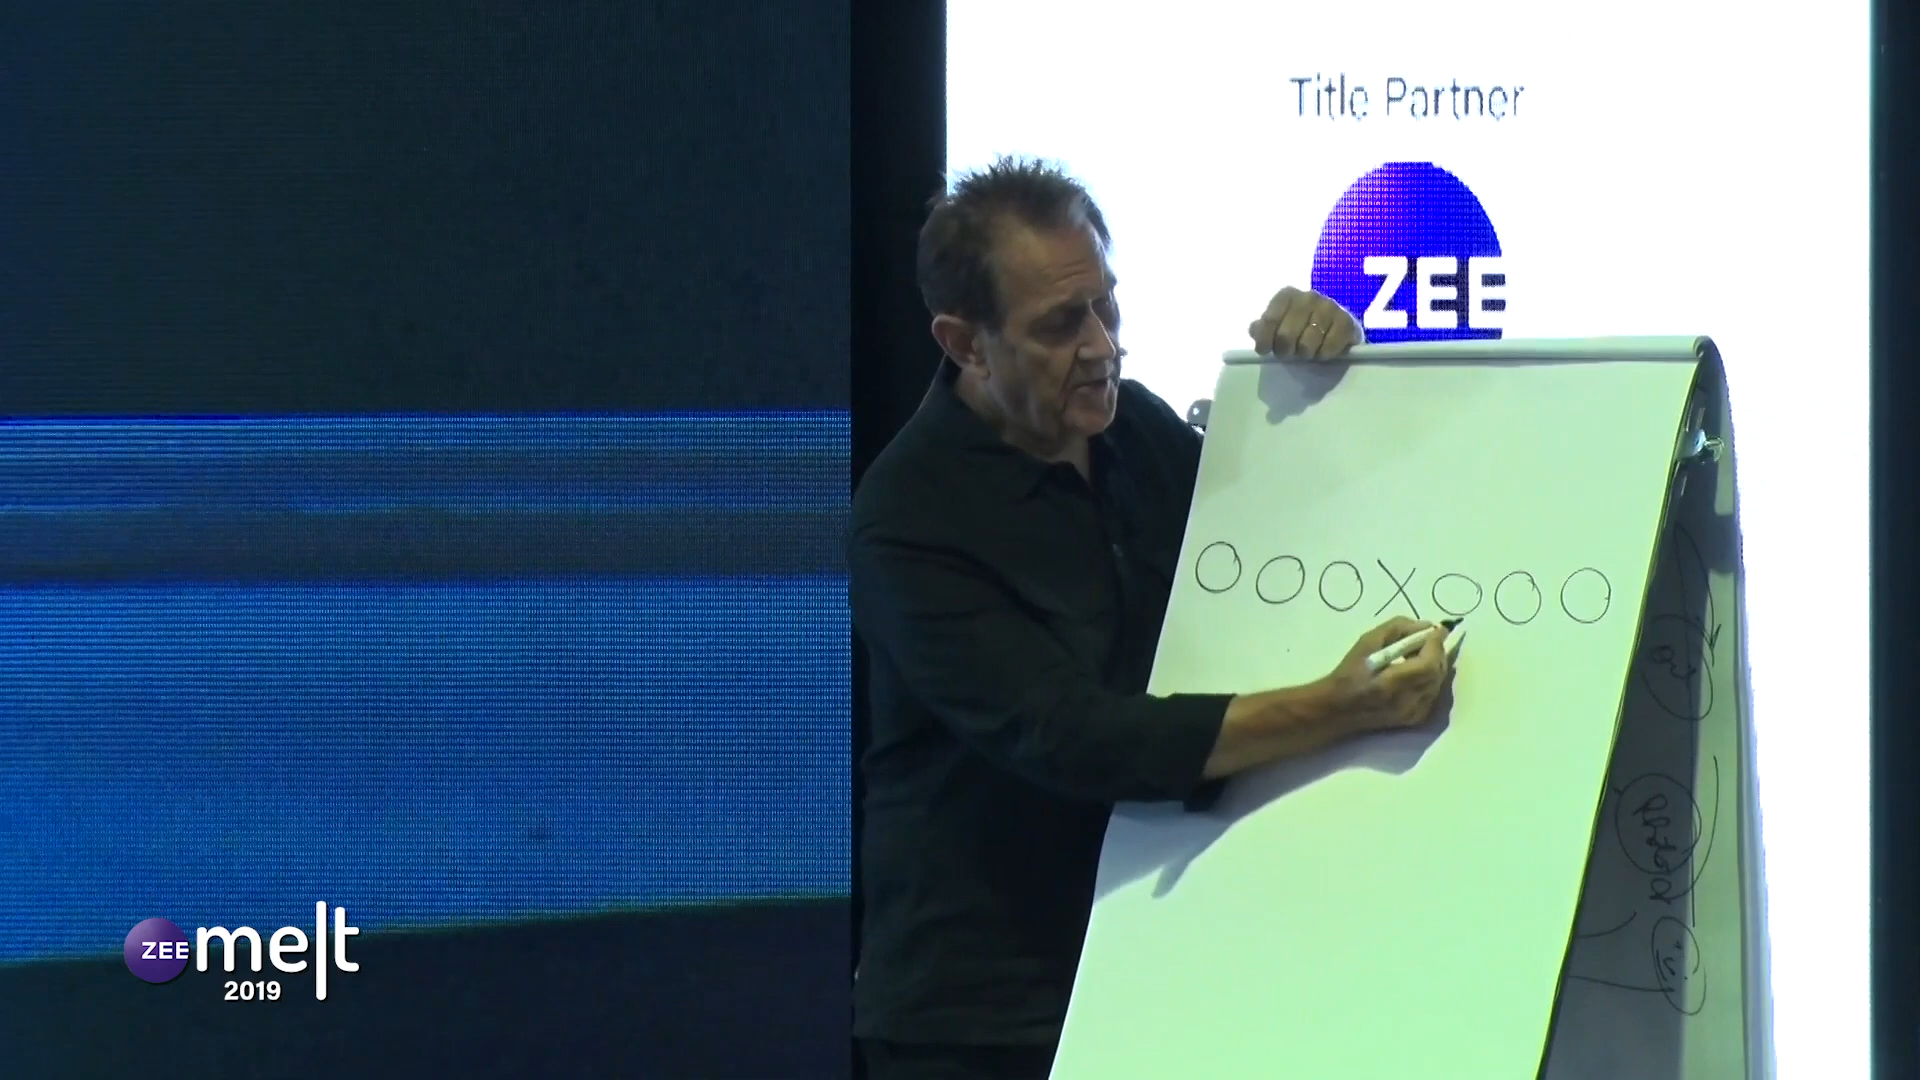 Title Partner
ZEE
OOOXOOO
ZEE melt
2019